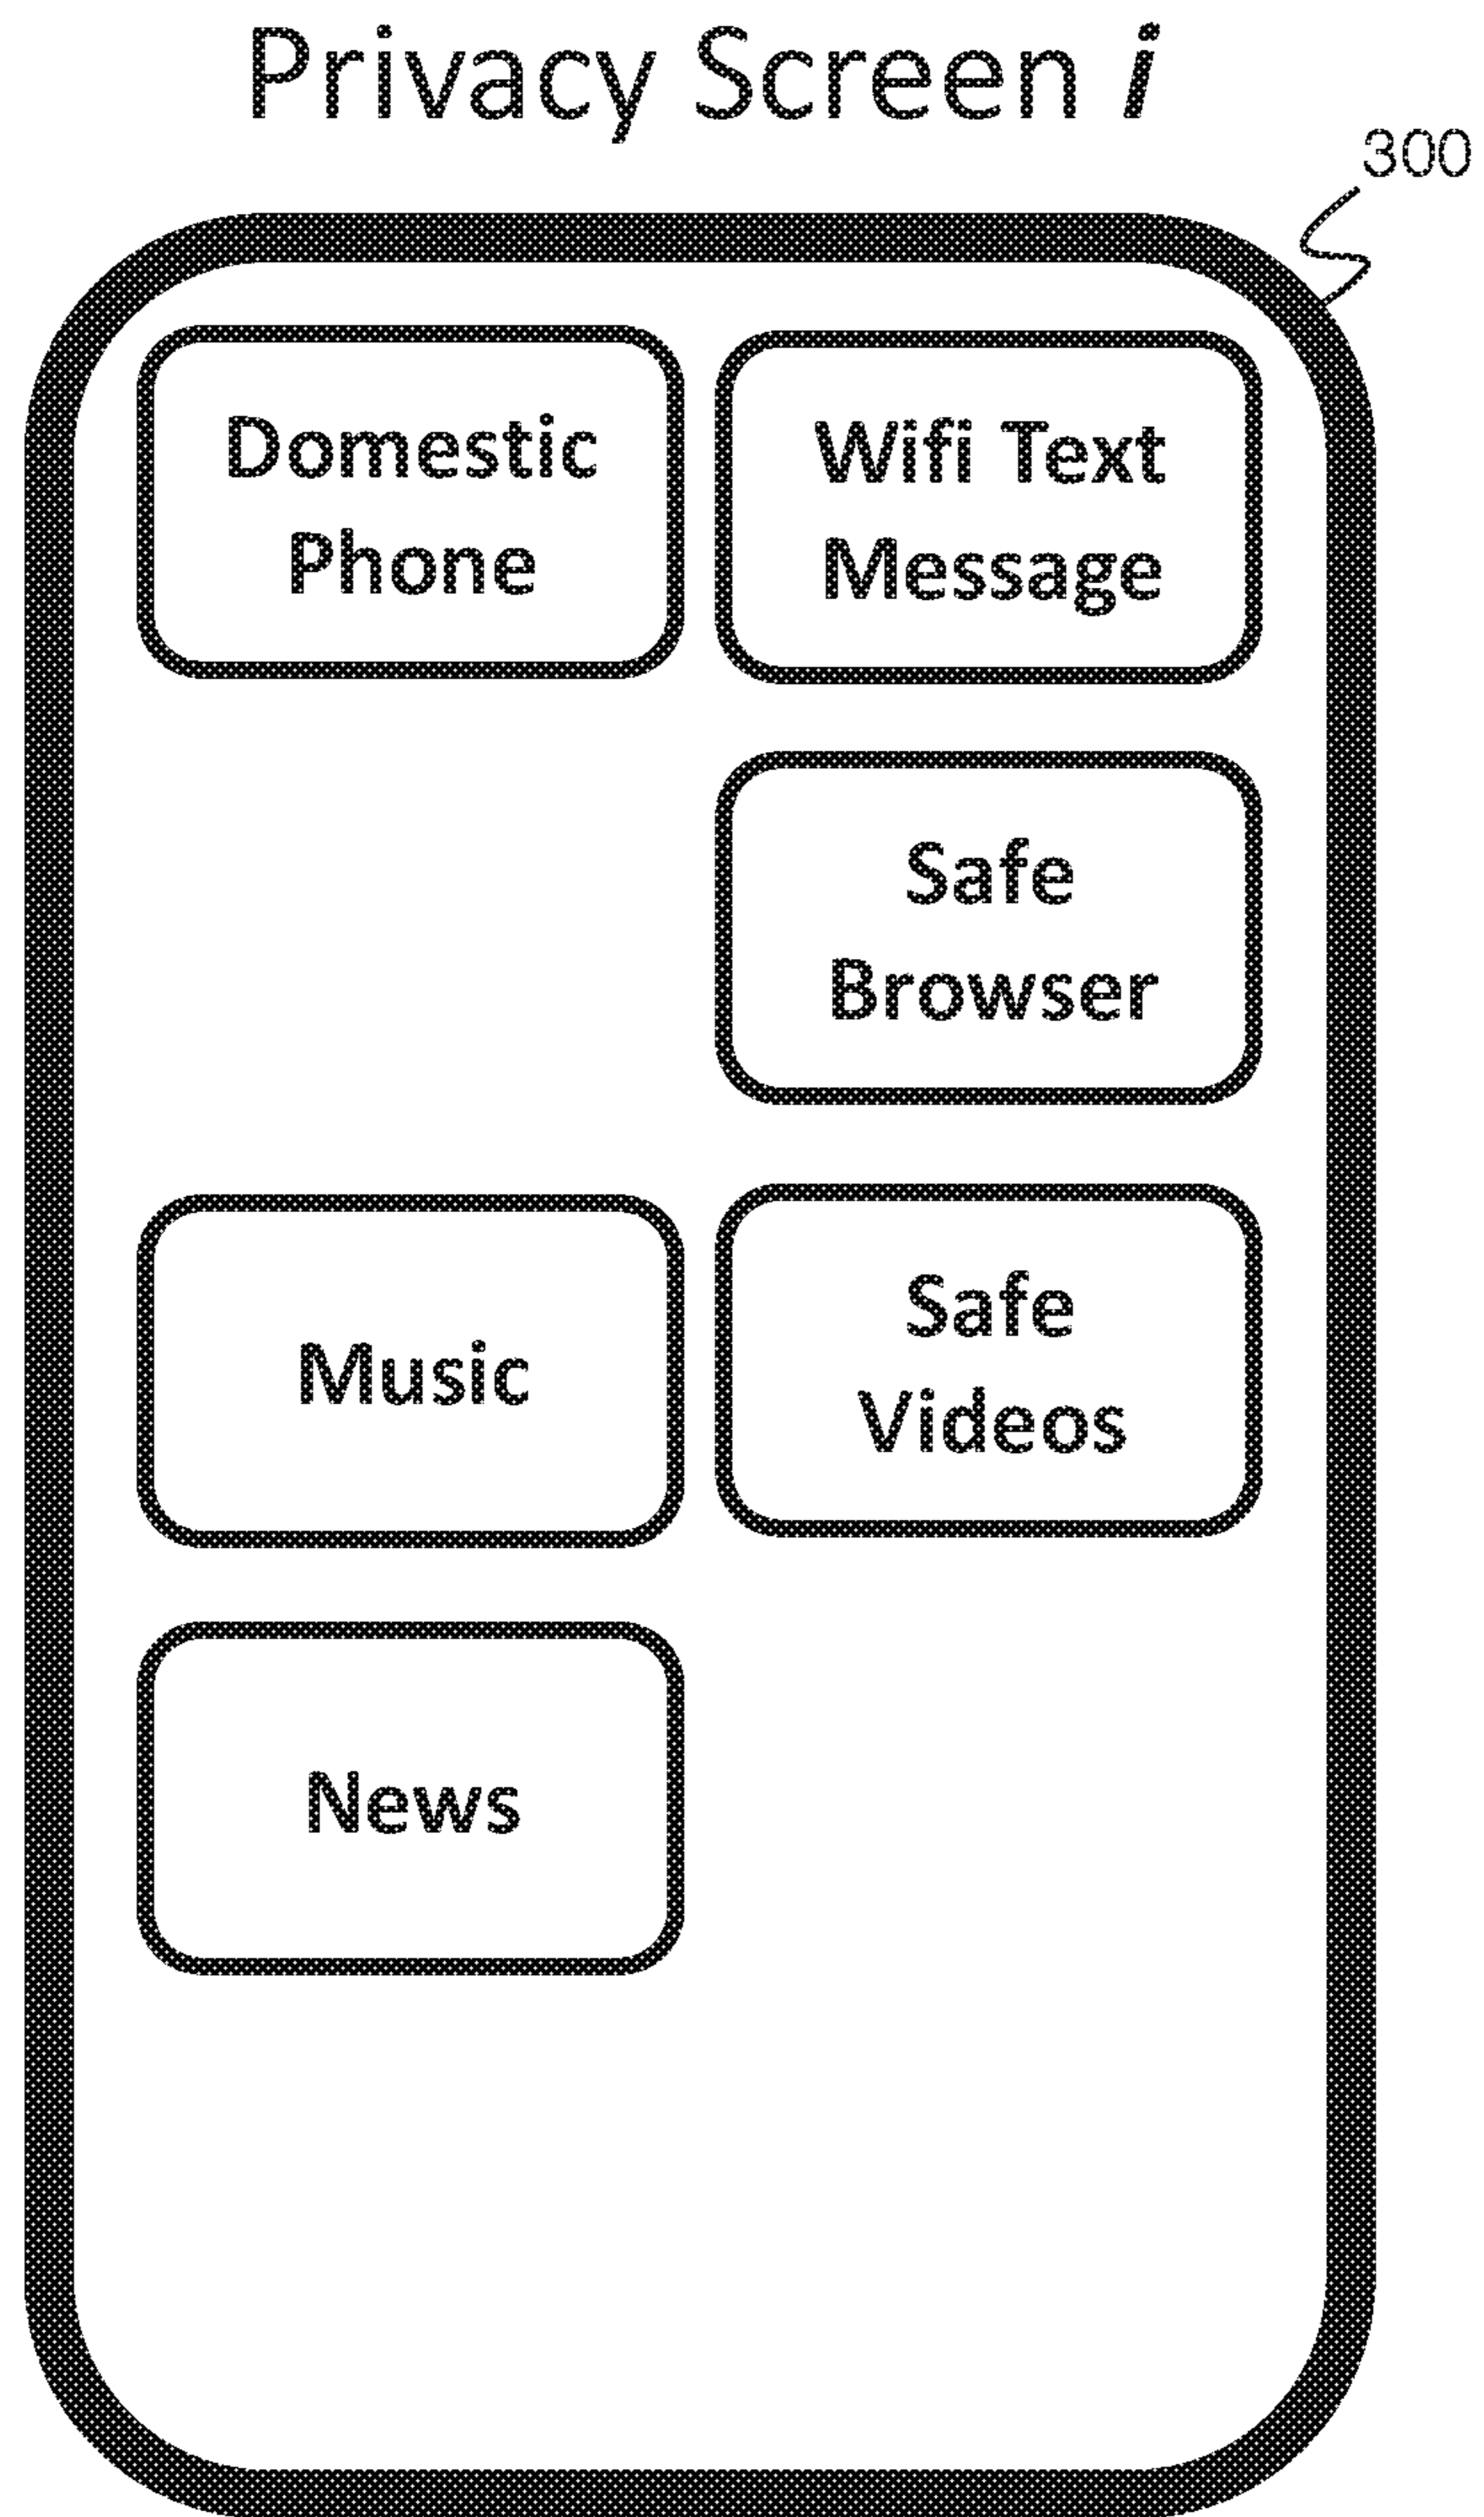 Privacy Screen i
300
Domestic
Phone
Wifi Text
Message
Safe
Browser
Music
Safe
Videos
News